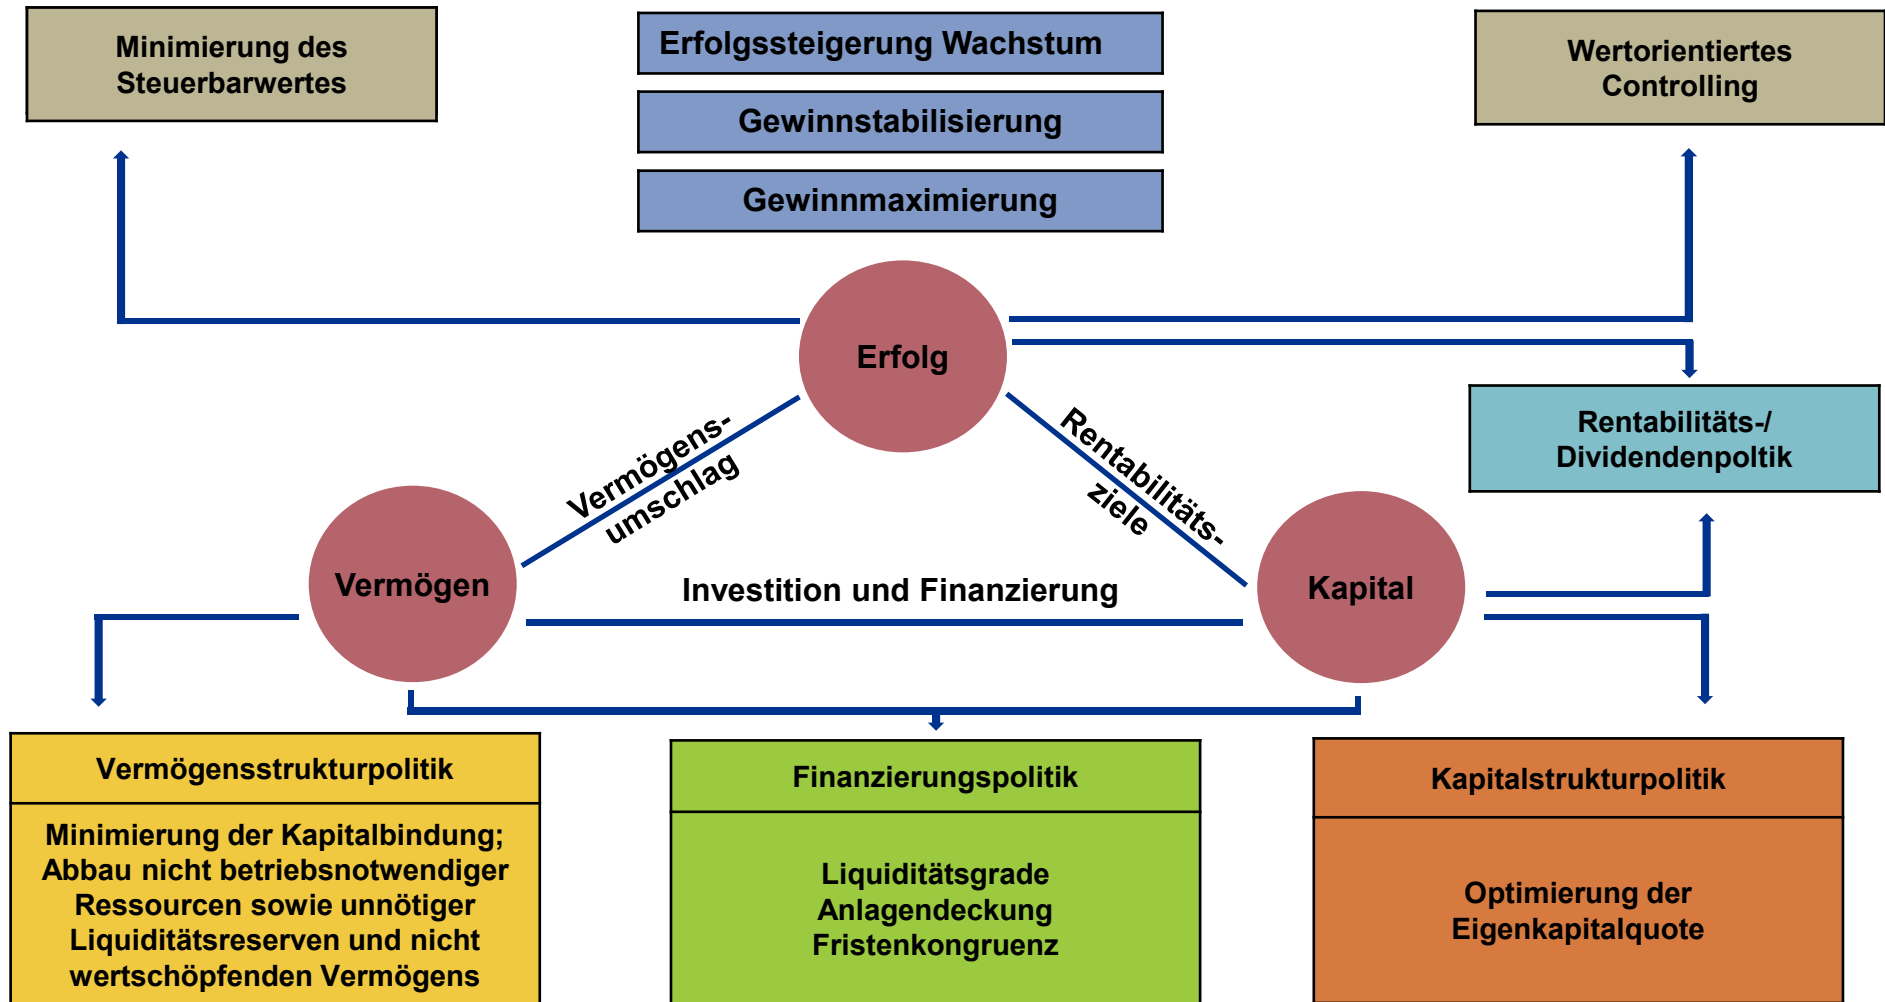 Minimierung des
Steuerbarwertes
Erfolgssteigerung Wachstum
Gewinnstabilisierung
Gewinnmaximierung
Wertorientiertes
Controlling
Erfolg
Vermögens-
umschlag
Rentabilitäts-
ziele
Rentabilitäts-/
Dividendenpoltik
Vermögen
Investition und Finanzierung
Kapital
Vermögensstrukturpolitik
Minimierung der Kapitalbindung;
Abbau nicht betriebsnotwendiger
Ressourcen sowie unnötiger
Liquiditätsreserven und nicht
wertschöpfenden Vermögens
Finanzierungspolitik
Liquiditätsgrade
Anlagendeckung
Fristenkongruenz
Kapitalstrukturpolitik
Optimierung der
Eigenkapitalquote